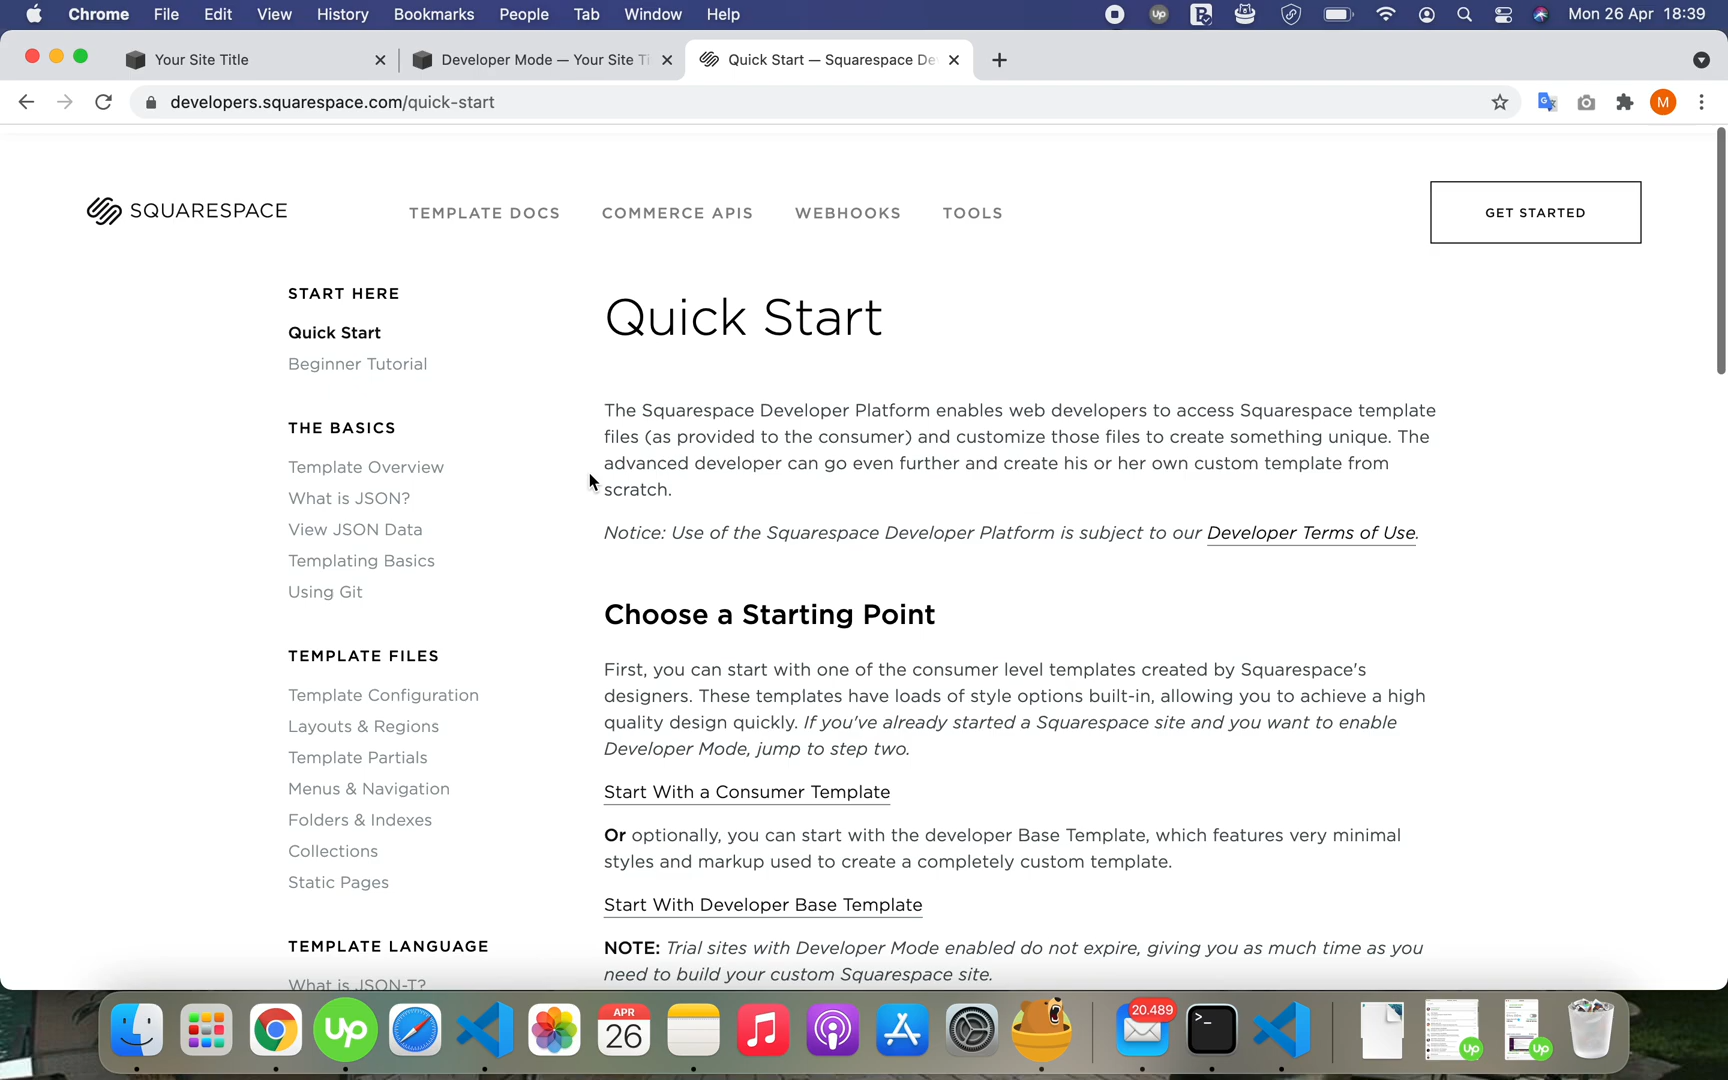 Chrome File Edit View History Bookmarks People Tab Window Help
Mon 26 Apr 18:39
Your Site Title
Developer Mode — Your Site Ti
Quick Start — Squarespace De
developers.squarespace.com/quick-start
M
SQUARESPACE
TEMPLATE DOCS COMMERCE APIS WEBHOOKS TOOLS
GET STARTED
START HERE
Quick Start
Beginner Tutorial
THE BASICS
Template Overview
What is JSON?
View JSON Data
Templating Basics
Using Git
TEMPLATE FILES
Template Configuration
Layouts & Regions
Template Partials
Menus & Navigation
Folders & Indexes
Collections
Static Pages
TEMPLATE LANGUAGE
What is JSON-T?
Quick Start
The Squarespace Developer Platform enables web developers to access Squarespace template
files (as provided to the consumer) and customize those files to create something unique. The
advanced developer can go even further and create his or her own custom template from
scratch.
Notice: Use of the Squarespace Developer Platform is subject to our Developer Terms of Use.
Choose a Starting Point
First, you can start with one of the consumer level templates created by Squarespace's
designers. These templates have loads of style options built-in, allowing you to achieve a high
quality design quickly. If you've already started a Squarespace site and you want to enable
Developer Mode, jump to step two.
Start With a Consumer Template
Or optionally, you can start with the developer Base Template, which features very minimal
styles and markup used to create a completely custom template.
Start With Developer Base Template
NOTE: Trial sites with Developer Mode enabled do not expire, giving you as much time as you
need to build your custom Squarespace site.
up
APR
26
20.489
>_
up
up